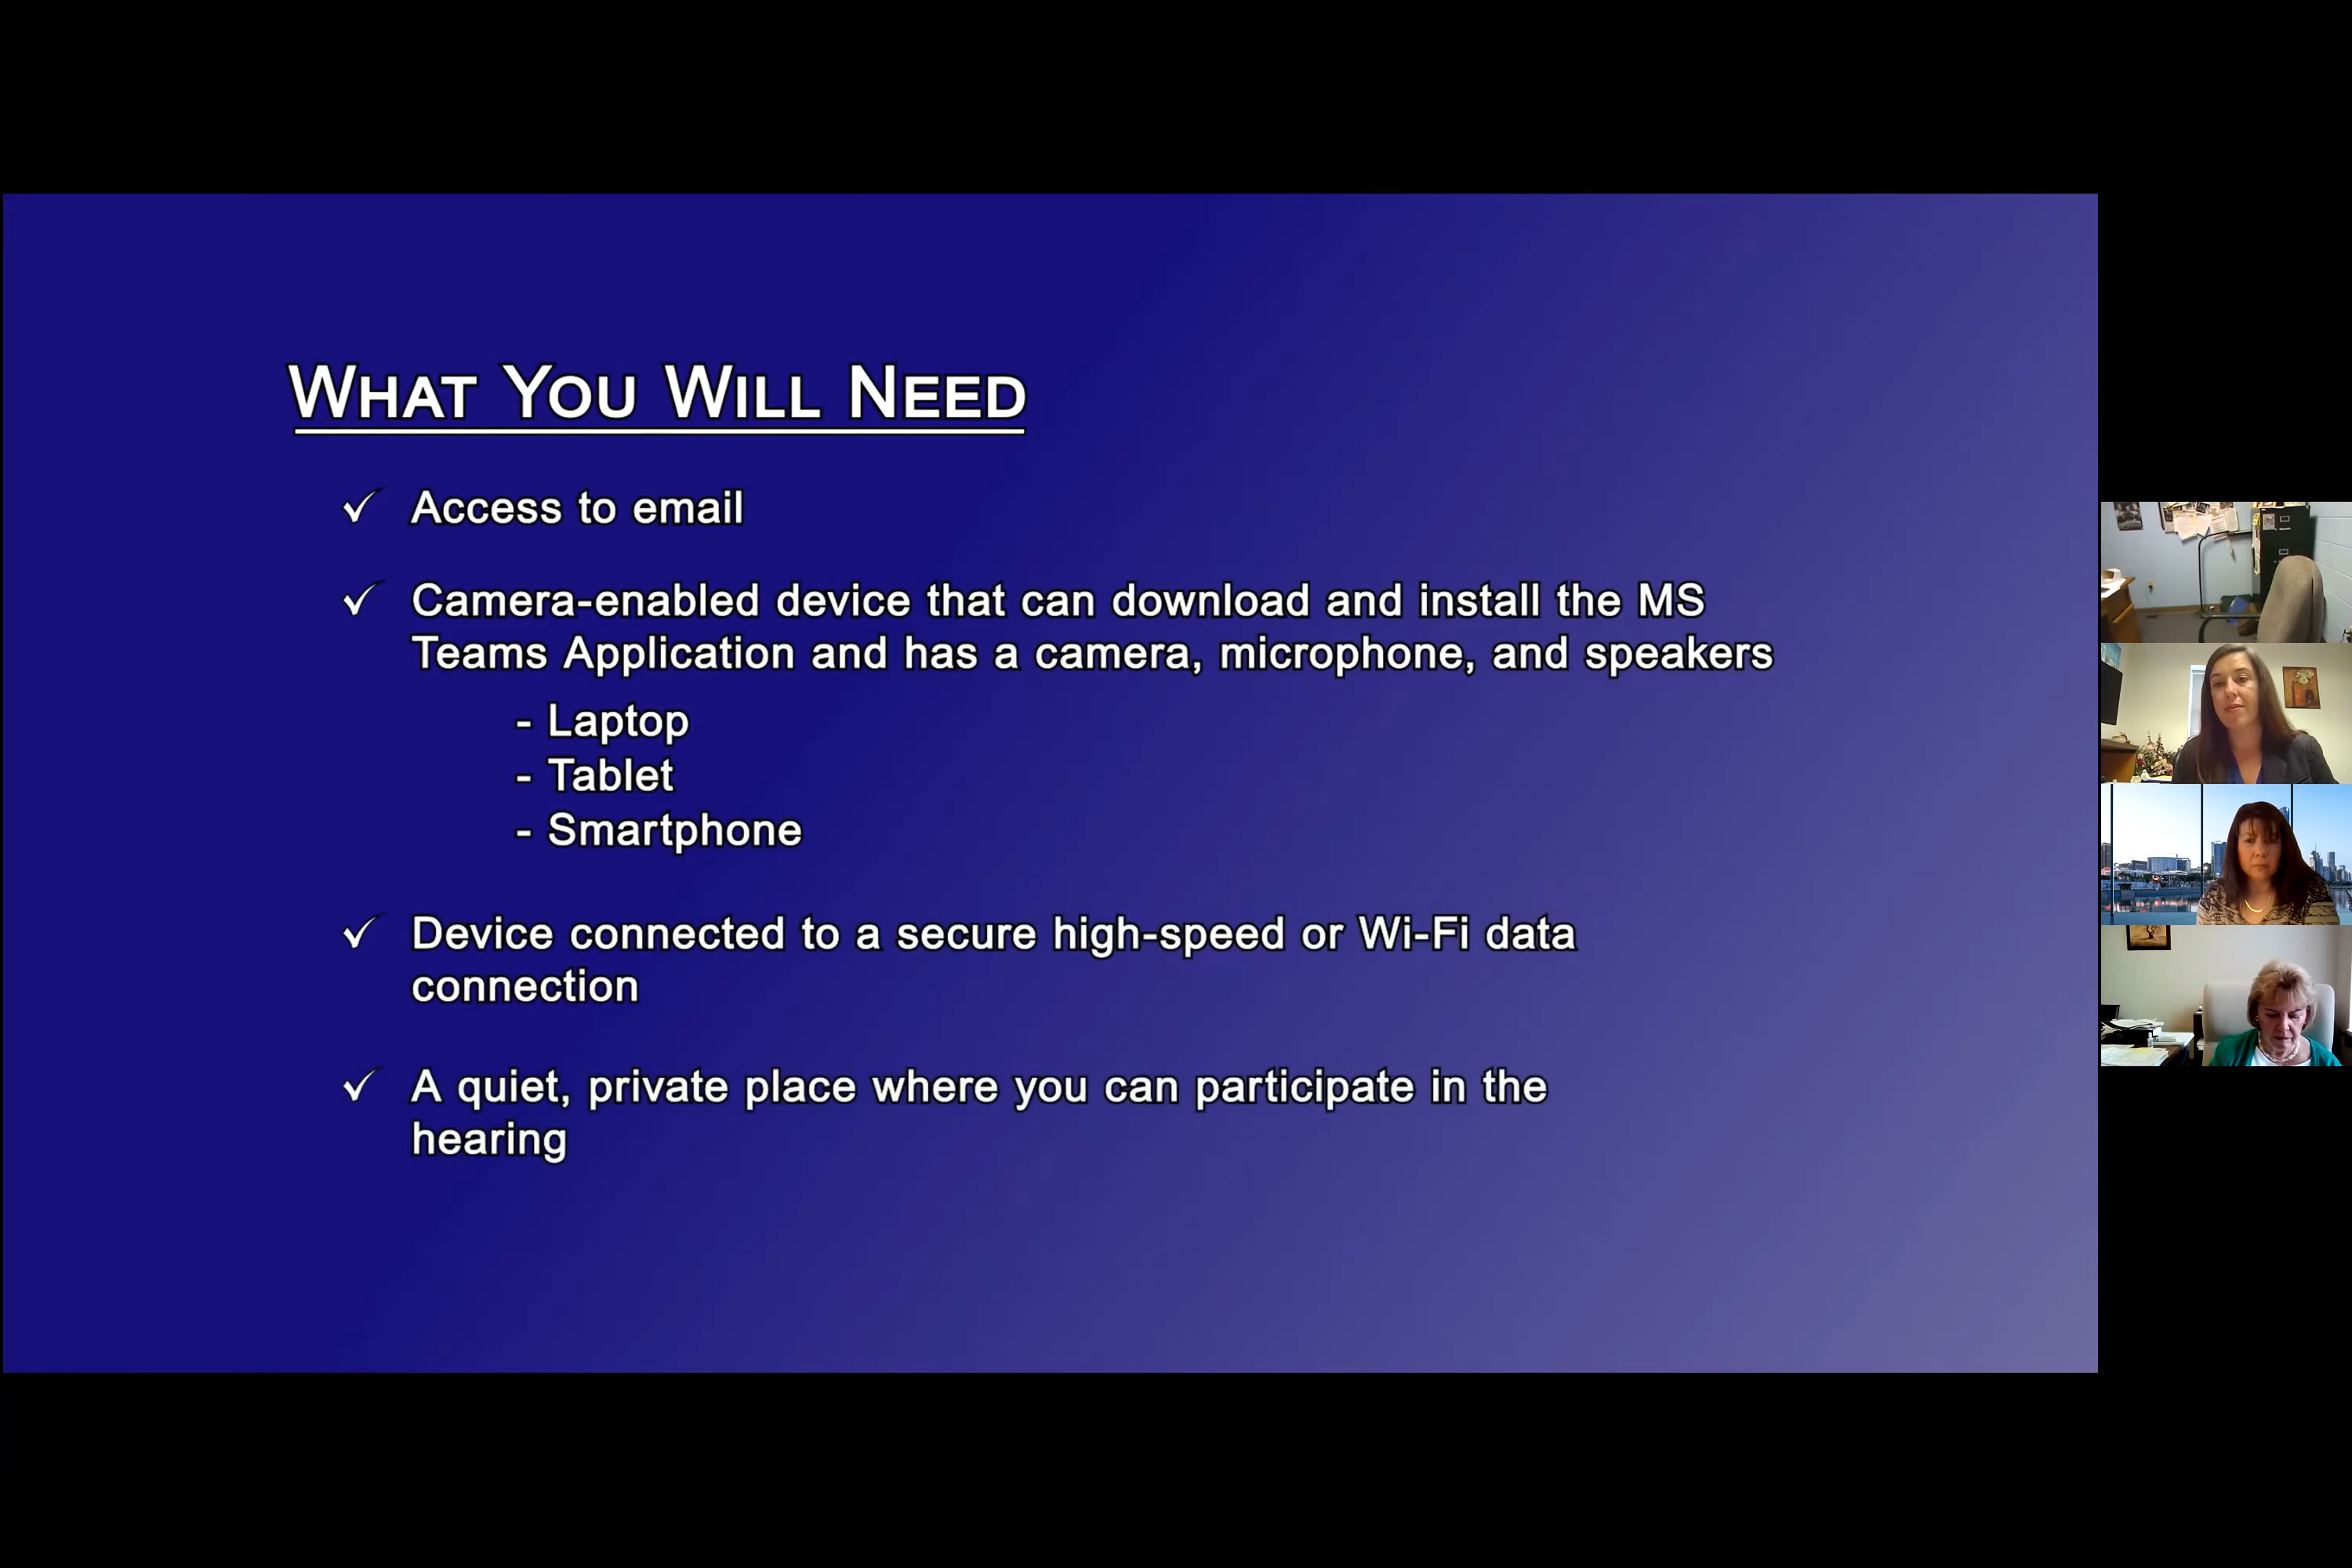 What You Will Need
✓ Access to email
✓ Camera-enabled device that can download and install the MS
Teams Application and has a camera, microphone, and speakers
- Laptop
- Tablet
- Smartphone
✓ Device connected to a secure high-speed or Wi-Fi data
connection
✓ A quiet, private place where you can participate in the
hearing